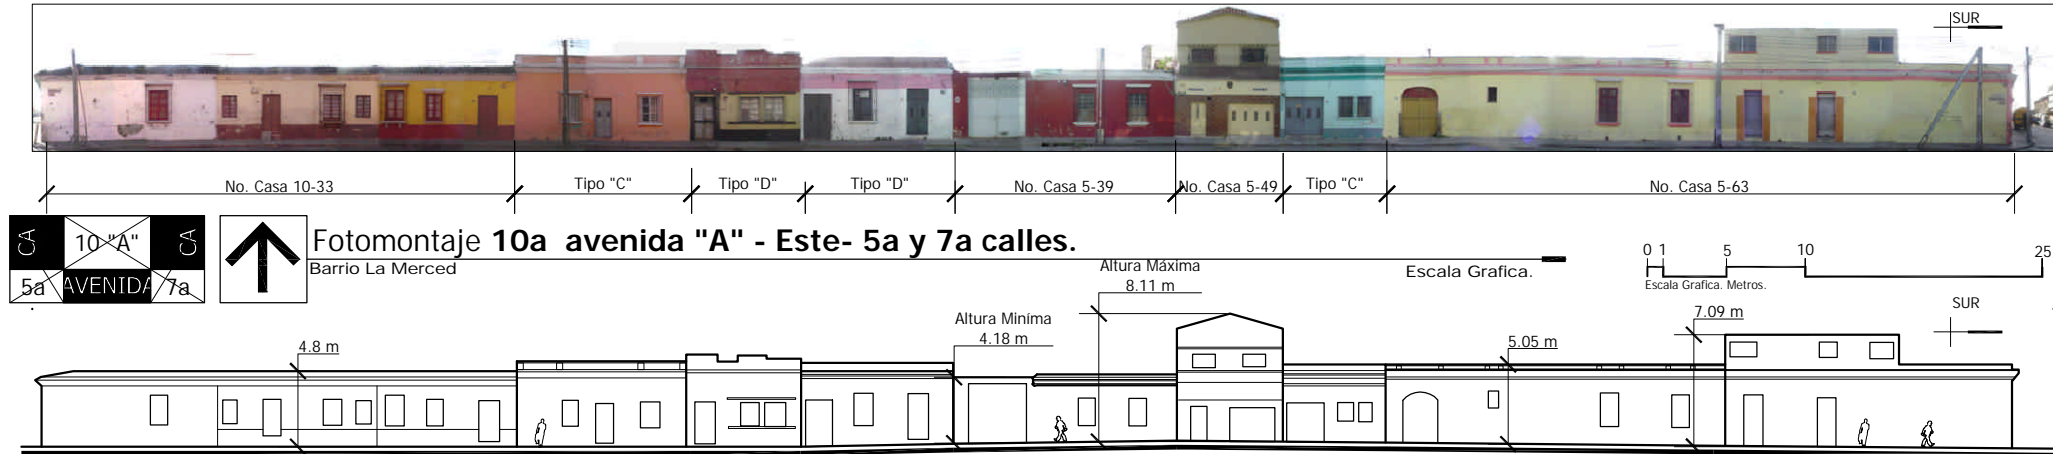 SUR
No. Casa 10-33
Tipo "C"
Tipo "D"
Tipo "D"
No. Casa 5-39
No. Casa 5-49
Tipo "C"
No. Casa 5-63
CA
10 "A"
CA
5a
AVENIDA
7a
Fotomontaje 10a avenida "A" - Este- 5a y 7a calles.
Barrio La Merced
Escala Grafica.
0 1 5 10 25
Escala Grafica. Metros.
Altura Máxima
8.11 m
Altura Miníma
4.18 m
4.8 m
5.05 m
7.09 m
SUR